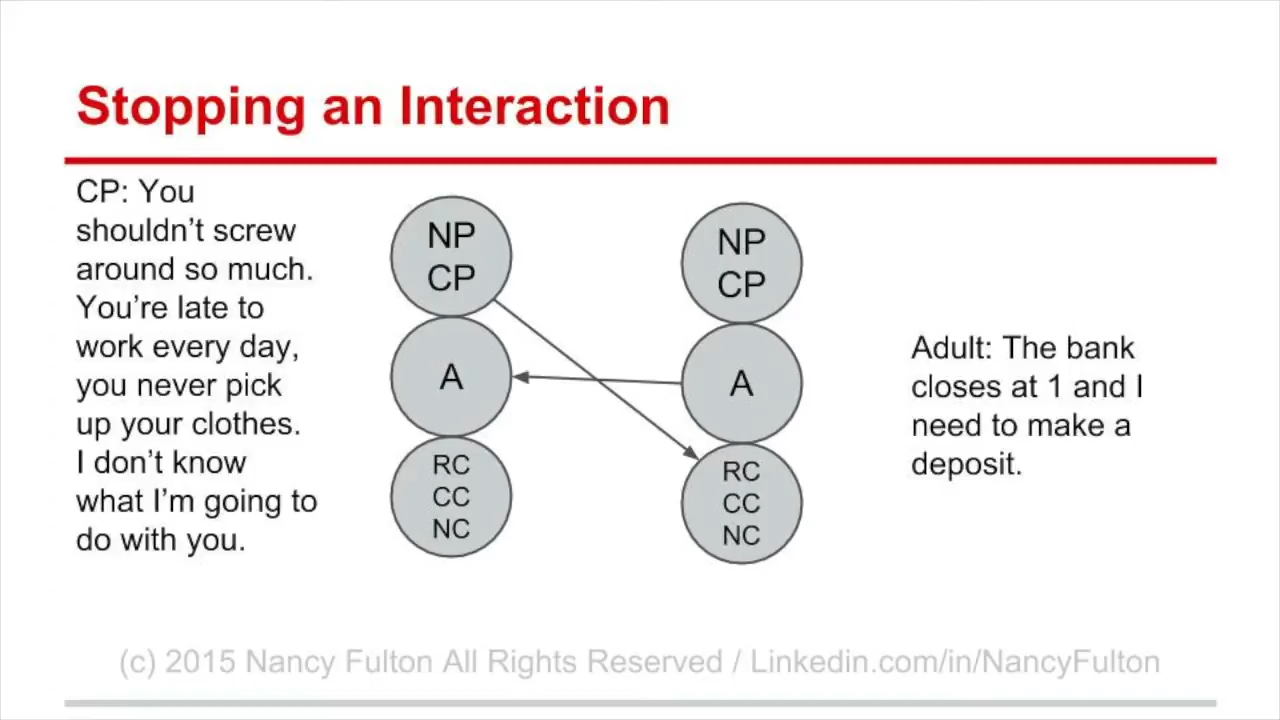 Stopping an Interaction
CP: You
shouldn’t screw
around so much.
You’re late to
work every day,
you never pick
up your clothes.
I don’t know
what I’m going to
do with you.
NP
CP
A
RC
CC
NC
NP
CP
A
RC
CC
NC
Adult: The bank
closes at 1 and I
need to make a
deposit.
(c) 2015 Nancy Fulton All Rights Reserved / Linkedin.com/in/NancyFulton